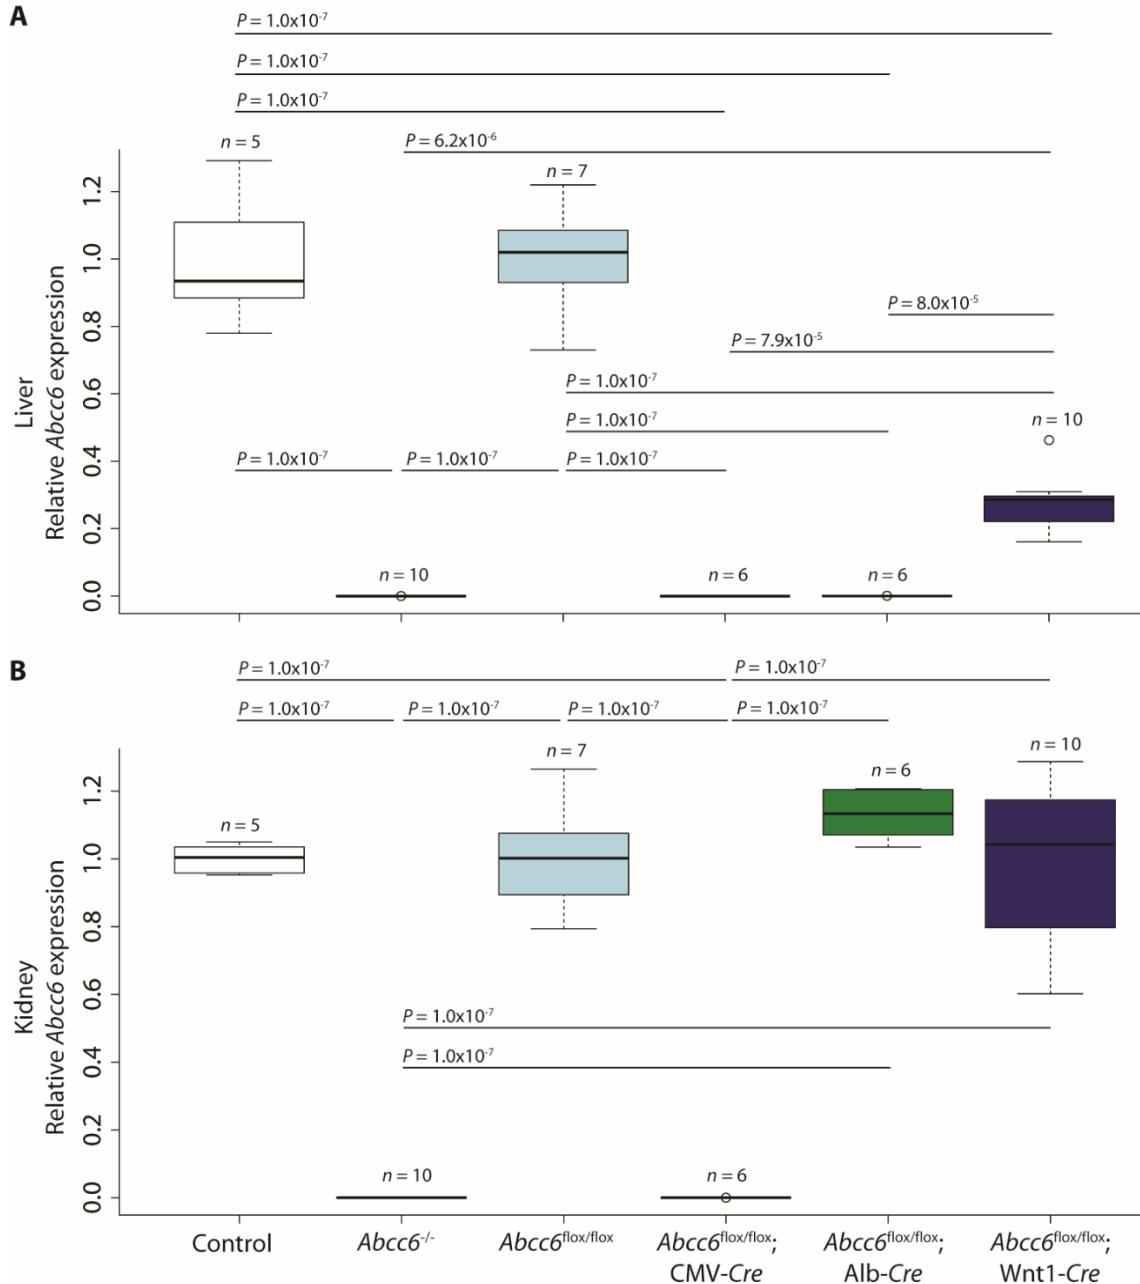 A
P = 1.0x10⁻⁷
P = 1.0x10⁻⁷
P = 1.0x10⁻⁷
n = 5
P = 6.2x10⁻⁶
n = 7
1.2
1.0
0.8
0.6
0.4
0.2
0.0
Liver
Relative Abcc6 expression
P = 8.0x10⁻⁵
P = 7.9x10⁻⁵
P = 1.0x10⁻⁷
n = 10
P = 1.0x10⁻⁷
P = 1.0x10⁻⁷ P = 1.0x10⁻⁷ P = 1.0x10⁻⁷
n = 10 n = 6 n = 6
B
P = 1.0x10⁻⁷ P = 1.0x10⁻⁷
P = 1.0x10⁻⁷ P = 1.0x10⁻⁷ P = 1.0x10⁻⁷ P = 1.0x10⁻⁷
n = 5 n = 7 n = 6 n = 10
1.2
1.0
0.8
0.6
0.4
0.2
0.0
Kidney
Relative Abcc6 expression
P = 1.0x10⁻⁷
P = 1.0x10⁻⁷
n = 10 n = 6
Control
Abcc6⁻/⁻
Abcc6flox/flox
Abcc6flox/flox;
CMV-Cre
Abcc6flox/flox;
Alb-Cre
Abcc6flox/flox;
Wnt1-Cre